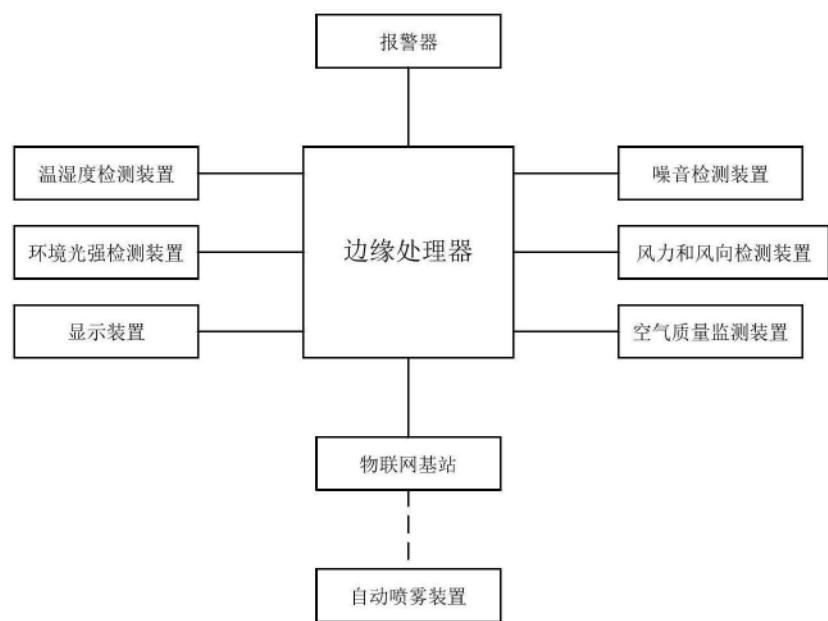 报警器
温湿度检测装置
噪音检测装置
边缘处理器
环境光强检测装置
风力和风向检测装置
显示装置
空气质量监测装置
物联网基站
自动喷雾装置